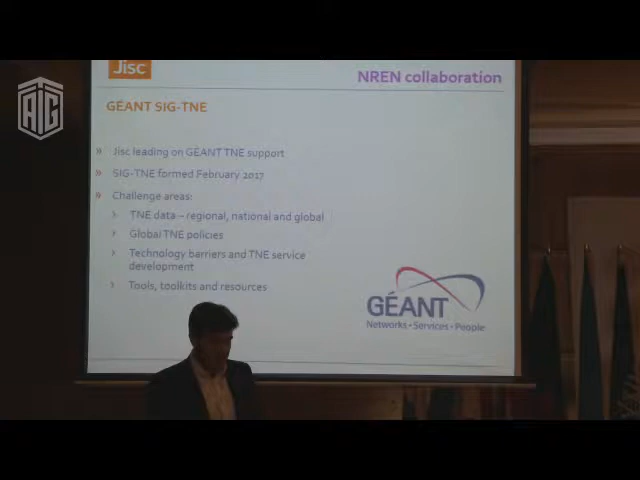 AIG
Jisc
NREN collaboration
GÉANT SIG-TNE
» Jisc leading on GÉANT TNE support
» SIG-TNE formed February 2017
» Challenge areas:
› TNE data – regional, national and global
› Global TNE policies
› Technology barriers and TNE service
development
› Tools, toolkits and resources
GÉANT
Networks • Services • People